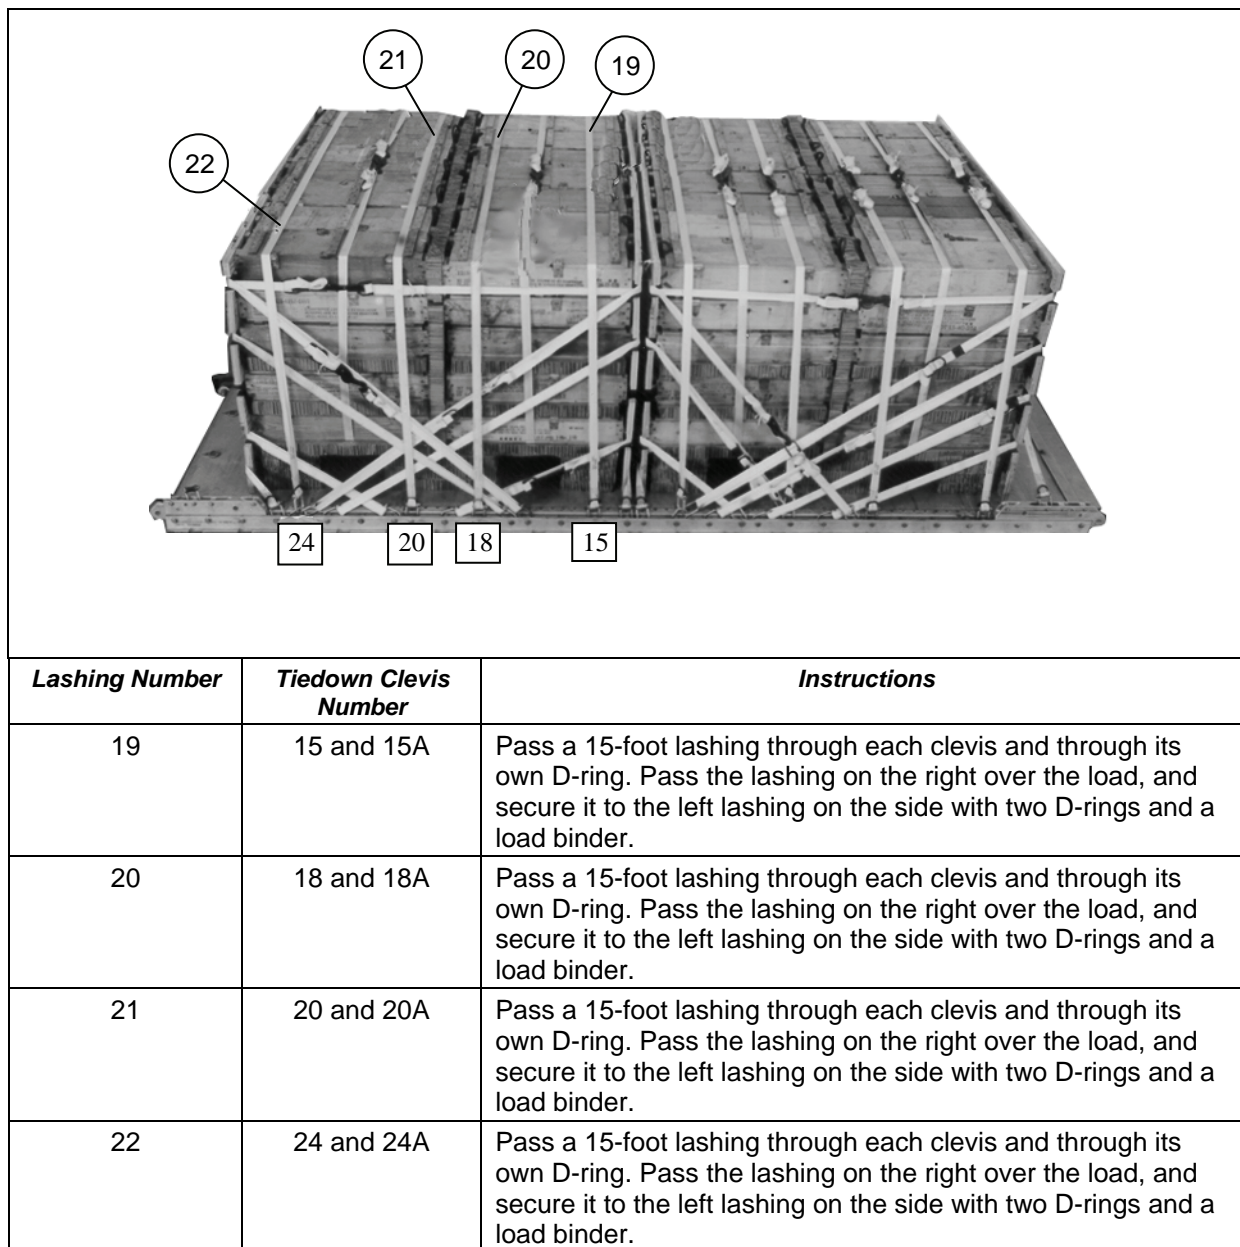 21
20
19
22
24
20
18
15
Lashing Number
Tiedown Clevis
Number
Instructions
19
15 and 15A
Pass a 15-foot lashing through each clevis and through its
own D-ring. Pass the lashing on the right over the load, and
secure it to the left lashing on the side with two D-rings and a
load binder.
20
18 and 18A
Pass a 15-foot lashing through each clevis and through its
own D-ring. Pass the lashing on the right over the load, and
secure it to the left lashing on the side with two D-rings and a
load binder.
21
20 and 20A
Pass a 15-foot lashing through each clevis and through its
own D-ring. Pass the lashing on the right over the load, and
secure it to the left lashing on the side with two D-rings and a
load binder.
22
24 and 24A
Pass a 15-foot lashing through each clevis and through its
own D-ring. Pass the lashing on the right over the load, and
secure it to the left lashing on the side with two D-rings and a
load binder.